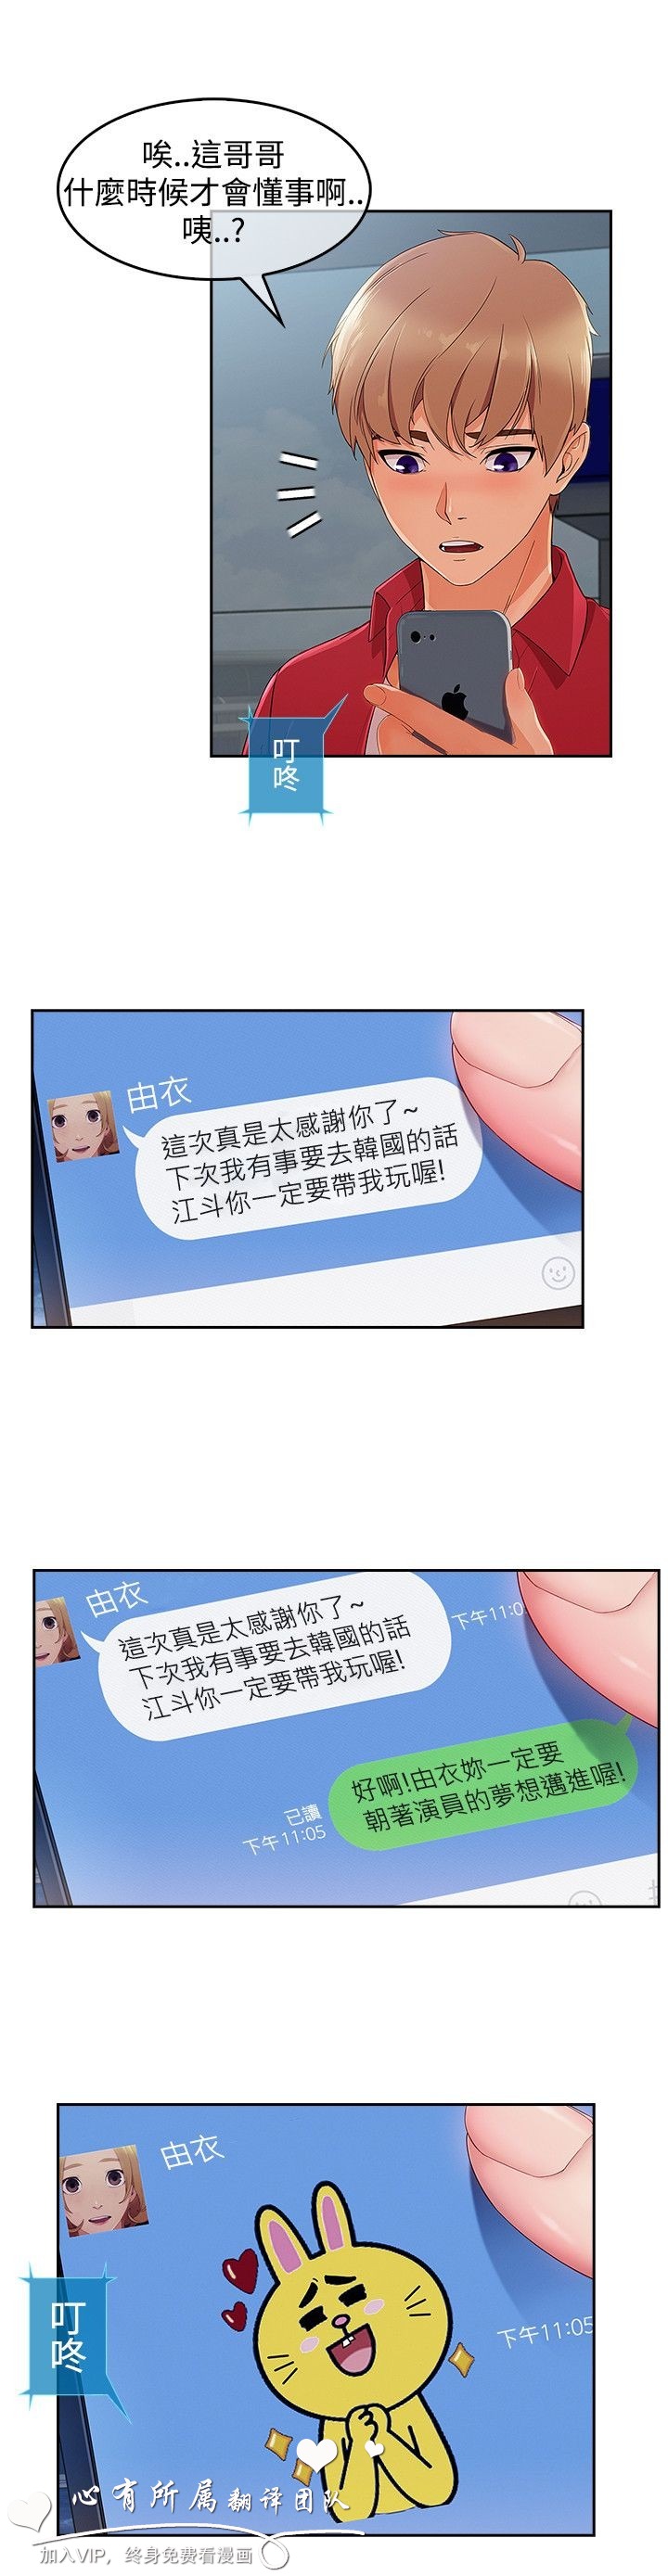 唉..這哥哥
什麼時候才會懂事啊..
咦..?
叮咚
由衣
這次真是太感謝你了~
下次我有事要去韓國的話
江斗你一定要帶我玩喔!
由衣
這次真是太感謝你了~
下次我有事要去韓國的話
江斗你一定要帶我玩喔!
下午11:0
好啊!由衣妳一定要
朝著演員的夢想邁進喔!
已讀
下午11:05
由衣
叮咚
下午11:05
心有所属翻译团队
加入VIP，终身免费看漫画